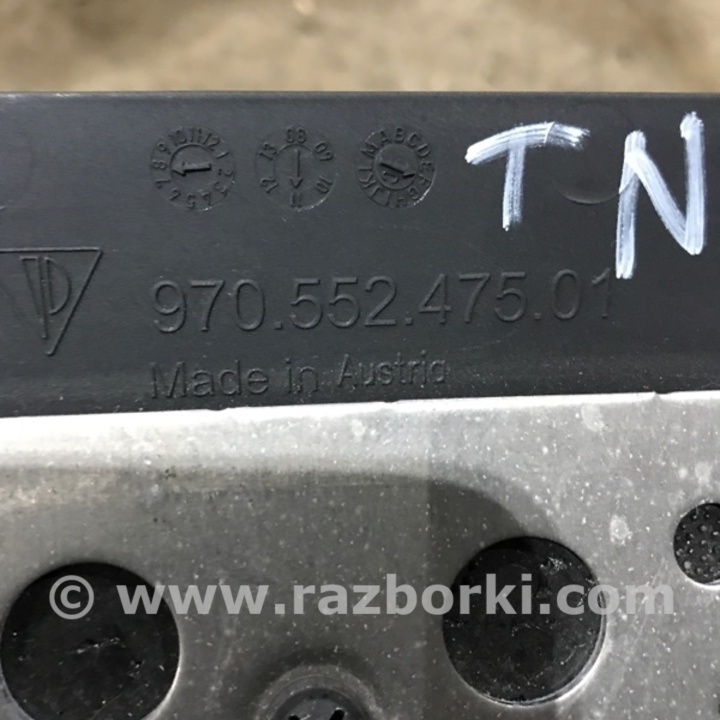 TN
970.552.475.01
Made in Austria
© www.razborki.com